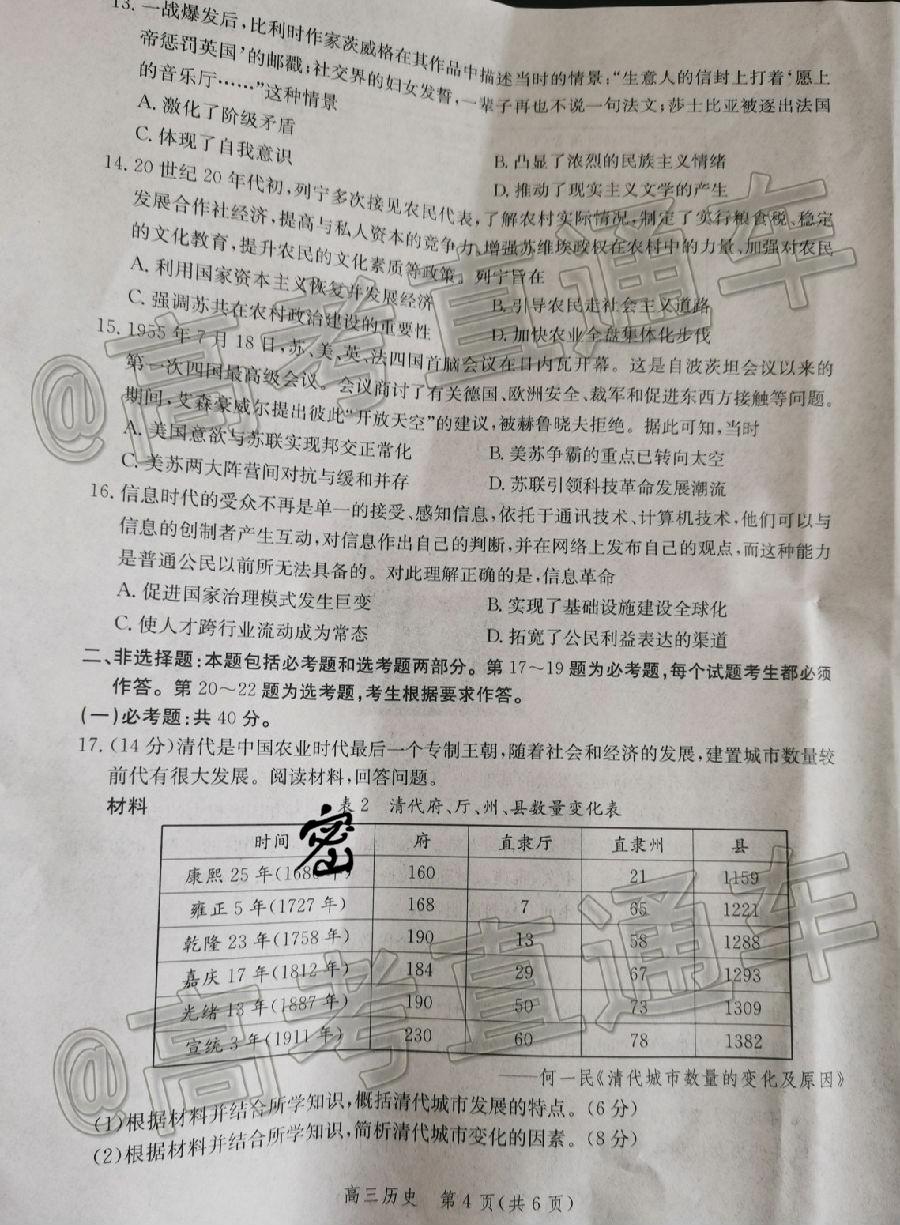 13. 一战爆发后,比利时作家茨威格在其作品中描述当时的情景:“生意人的信封上打着‘愿上
帝惩罚英国’的邮戳;社交界的妇女发誓,一辈子再也不说一句法文;莎士比亚被逐出法国
的音乐厅……”这种情景
A. 激化了阶级矛盾
B. 凸显了浓烈的民族主义情绪
C. 体现了自我意识
D. 推动了现实主义文学的产生
14. 20 世纪 20 年代初,列宁多次接见农民代表,了解农村实际情况,制定了实行粮食税、稳定
发展合作社经济,提高与私人资本的竞争力、增强苏维埃政权在农村中的力量、加强对农民
的文化教育,提升农民的文化素质等政策。列宁旨在
A. 利用国家资本主义恢复并发展经济
B. 引导农民走社会主义道路
C. 强调苏共在农村政治建设的重要性
D. 加快农业全盘集体化步伐
15. 1955 年 7 月 18 日,苏、美、英、法四国首脑会议在日内瓦开幕。这是自波茨坦会议以来的
第一次四国最高级会议。会议商讨了有关德国、欧洲安全、裁军和促进东西方接触等问题。
期间,艾森豪威尔提出彼此“开放天空”的建议,被赫鲁晓夫拒绝。据此可知,当时
A. 美国意欲与苏联实现邦交正常化
B. 美苏争霸的重点已转向太空
C. 美苏两大阵营间对抗与缓和并存
D. 苏联引领科技革命发展潮流
16. 信息时代的受众不再是单一的接受、感知信息,依托于通讯技术、计算机技术,他们可以与
信息的创制者产生互动,对信息作出自己的判断,并在网络上发布自己的观点,而这种能力
是普通公民以前所无法具备的。对此理解正确的是,信息革命
A. 促进国家治理模式发生巨变
B. 实现了基础设施建设全球化
C. 使人才跨行业流动成为常态
D. 拓宽了公民利益表达的渠道
二、非选择题:本题包括必考题和选考题两部分。第 17~19 题为必考题,每个试题考生都必须
作答。第 20~22 题为选考题,考生根据要求作答。
(一)必考题:共 40 分。
17. (14 分)清代是中国农业时代最后一个专制王朝,随着社会和经济的发展,建置城市数量较
前代有很大发展。阅读材料,回答问题。
材料 表 2 清代府、厅、州、县数量变化表
密
时间 府 直隶厅 直隶州 县
康熙 25 年(1686 年) 160 21 1159
雍正 5 年(1727 年) 168 7 65 1221
乾隆 23 年(1758 年) 190 13 58 1288
嘉庆 17 年(1812 年) 184 29 67 1293
光绪 13 年(1887 年) 190 50 73 1309
宣统 3 年(1911 年) 230 60 78 1382
——何一民《清代城市数量的变化及原因》
(1)根据材料并结合所学知识,概括清代城市发展的特点。(6 分)
(2)根据材料并结合所学知识,简析清代城市变化的因素。(8 分)
高三历史 第 4 页(共 6 页)
@高考直通车
@高考直通车